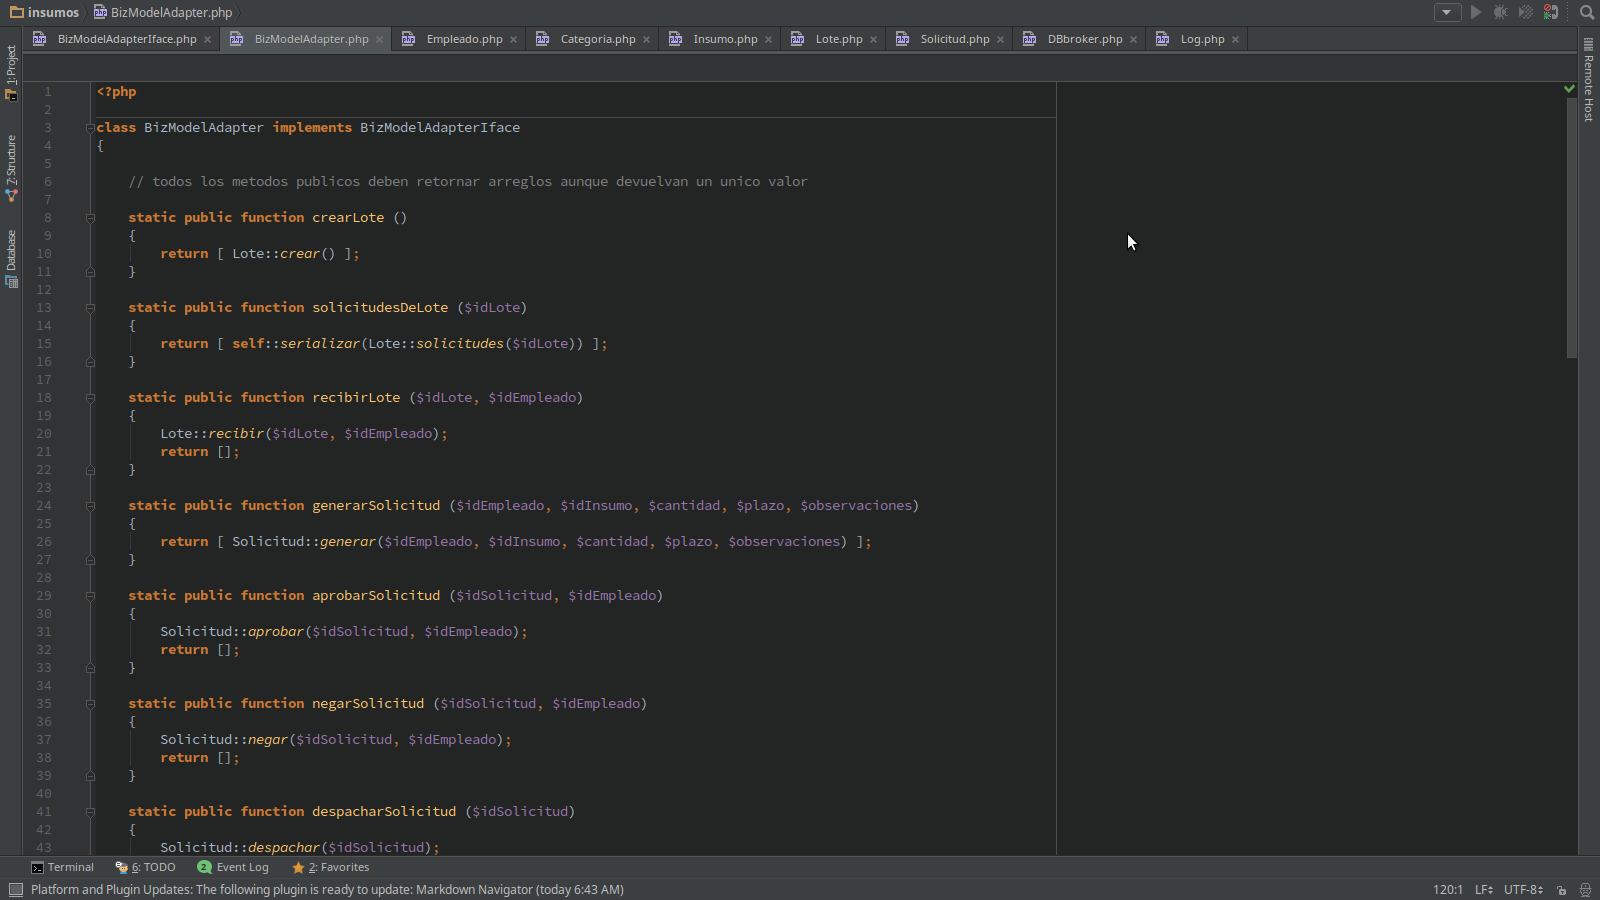 insumos BizModelAdapter.php
BizModelAdapterIface.php BizModelAdapter.php Empleado.php Categoria.php Insumo.php Lote.php Solicitud.php DBbroker.php Log.php
1: Project
7: Structure
Database
Remote Host
1 <?php
2
3 class BizModelAdapter implements BizModelAdapterIface
4 {
5
6 // todos los metodos publicos deben retornar arreglos aunque devuelvan un unico valor
7
8 static public function crearLote ()
9 {
10 return [ Lote::crear() ];
11 }
12
13 static public function solicitudesDeLote ($idLote)
14 {
15 return [ self::serializar(Lote::solicitudes($idLote)) ];
16 }
17
18 static public function recibirLote ($idLote, $idEmpleado)
19 {
20 Lote::recibir($idLote, $idEmpleado);
21 return [];
22 }
23
24 static public function generarSolicitud ($idEmpleado, $idInsumo, $cantidad, $plazo, $observaciones)
25 {
26 return [ Solicitud::generar($idEmpleado, $idInsumo, $cantidad, $plazo, $observaciones) ];
27 }
28
29 static public function aprobarSolicitud ($idSolicitud, $idEmpleado)
30 {
31 Solicitud::aprobar($idSolicitud, $idEmpleado);
32 return [];
33 }
34
35 static public function negarSolicitud ($idSolicitud, $idEmpleado)
36 {
37 Solicitud::negar($idSolicitud, $idEmpleado);
38 return [];
39 }
40
41 static public function despacharSolicitud ($idSolicitud)
42 {
43 Solicitud::despachar($idSolicitud);
Terminal 6: TODO 2 Event Log 2: Favorites
Platform and Plugin Updates: The following plugin is ready to update: Markdown Navigator (today 6:43 AM) 120:1 LF UTF-8